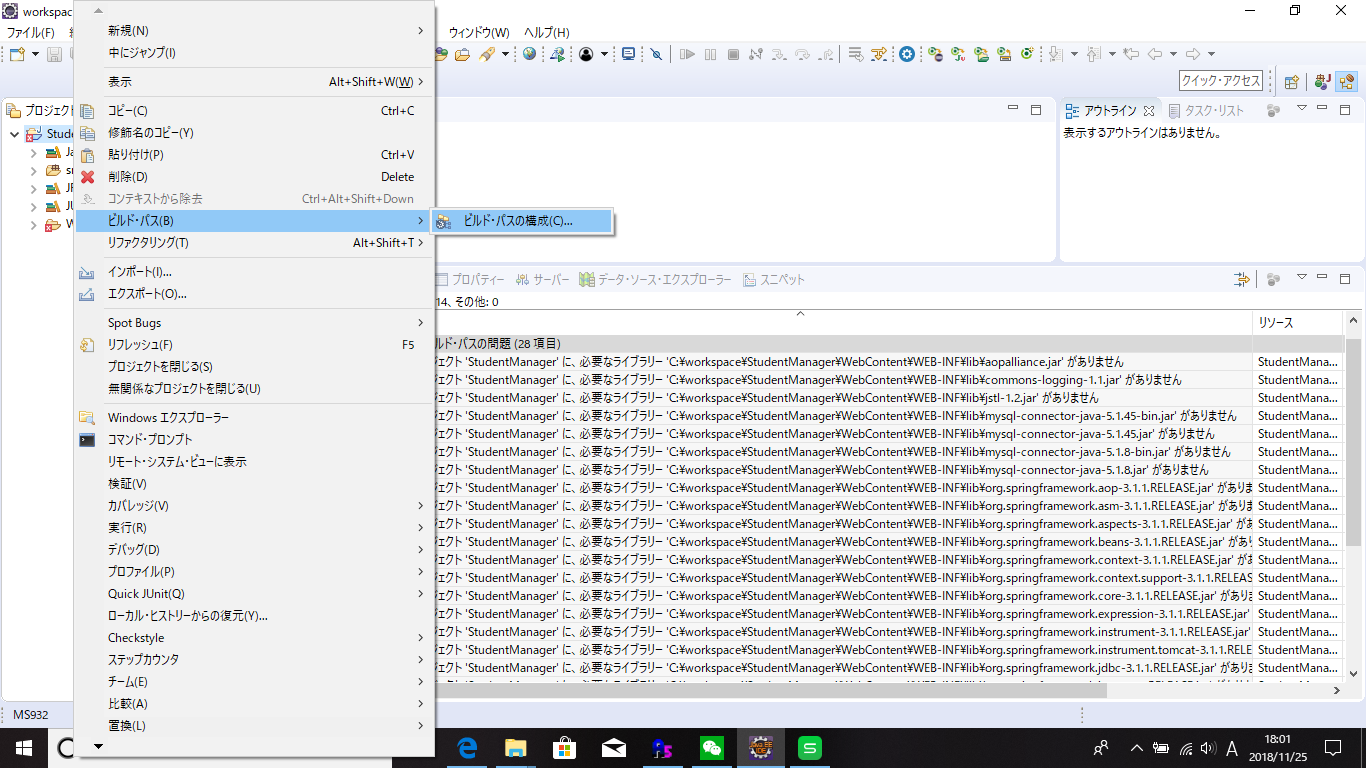 workspac
ファイル(F)
ウィンドウ(W) ヘルプ(H)
クイック・アクセス
プロジェクト
Stude
新規(N)
中にジャンプ(I)
表示 Alt+Shift+W(W)
コピー(C) Ctrl+C
修飾名のコピー(Y)
貼り付け(P) Ctrl+V
削除(D) Delete
コンテキストから除去 Ctrl+Alt+Shift+Down
ビルド・パス(B)
ビルド・パスの構成(C)...
リファクタリング(T) Alt+Shift+T
インポート(I)...
エクスポート(O)...
Spot Bugs
リフレッシュ(F) F5
プロジェクトを閉じる(S)
無関係なプロジェクトを閉じる(U)
Windows エクスプローラー
コマンド・プロンプト
リモート・システム・ビューに表示
検証(V)
カバレッジ(V)
実行(R)
デバッグ(D)
プロファイル(P)
Quick JUnit(Q)
ローカル・ヒストリーからの復元(Y)...
Checkstyle
ステップカウンタ
チーム(E)
比較(A)
置換(L)
アウトライン タスク・リスト
表示するアウトラインはありません。
プロパティー サーバー データ・ソース・エクスプローラー スニペット
14、その他: 0
リソース
ルド・パスの問題 (28 項目)
ジェクト 'StudentManager' に、必要なライブラリー 'C:¥workspace¥StudentManager¥WebContent¥WEB-INF¥lib¥aopalliance.jar' がありません StudentMana...
ジェクト 'StudentManager' に、必要なライブラリー 'C:¥workspace¥StudentManager¥WebContent¥WEB-INF¥lib¥commons-logging-1.1.jar' がありません StudentMana...
ジェクト 'StudentManager' に、必要なライブラリー 'C:¥workspace¥StudentManager¥WebContent¥WEB-INF¥lib¥jstl-1.2.jar' がありません StudentMana...
ジェクト 'StudentManager' に、必要なライブラリー 'C:¥workspace¥StudentManager¥WebContent¥WEB-INF¥lib¥mysql-connector-java-5.1.45-bin.jar' がありません StudentMana...
ジェクト 'StudentManager' に、必要なライブラリー 'C:¥workspace¥StudentManager¥WebContent¥WEB-INF¥lib¥mysql-connector-java-5.1.45.jar' がありません StudentMana...
ジェクト 'StudentManager' に、必要なライブラリー 'C:¥workspace¥StudentManager¥WebContent¥WEB-INF¥lib¥mysql-connector-java-5.1.8-bin.jar' がありません StudentMana...
ジェクト 'StudentManager' に、必要なライブラリー 'C:¥workspace¥StudentManager¥WebContent¥WEB-INF¥lib¥mysql-connector-java-5.1.8.jar' がありません StudentMana...
ジェクト 'StudentManager' に、必要なライブラリー 'C:¥workspace¥StudentManager¥WebContent¥WEB-INF¥lib¥org.springframework.aop-3.1.1.RELEASE.jar' がありま StudentMana...
ジェクト 'StudentManager' に、必要なライブラリー 'C:¥workspace¥StudentManager¥WebContent¥WEB-INF¥lib¥org.springframework.asm-3.1.1.RELEASE.jar' がありま StudentMana...
ジェクト 'StudentManager' に、必要なライブラリー 'C:¥workspace¥StudentManager¥WebContent¥WEB-INF¥lib¥org.springframework.aspects-3.1.1.RELEASE.jar' があ StudentMana...
ジェクト 'StudentManager' に、必要なライブラリー 'C:¥workspace¥StudentManager¥WebContent¥WEB-INF¥lib¥org.springframework.beans-3.1.1.RELEASE.jar' があり StudentMana...
ジェクト 'StudentManager' に、必要なライブラリー 'C:¥workspace¥StudentManager¥WebContent¥WEB-INF¥lib¥org.springframework.context-3.1.1.RELEASE.jar' があ StudentMana...
ジェクト 'StudentManager' に、必要なライブラリー 'C:¥workspace¥StudentManager¥WebContent¥WEB-INF¥lib¥org.springframework.context.support-3.1.1.RELEAS StudentMana...
ジェクト 'StudentManager' に、必要なライブラリー 'C:¥workspace¥StudentManager¥WebContent¥WEB-INF¥lib¥org.springframework.core-3.1.1.RELEASE.jar' があり StudentMana...
ジェクト 'StudentManager' に、必要なライブラリー 'C:¥workspace¥StudentManager¥WebContent¥WEB-INF¥lib¥org.springframework.expression-3.1.1.RELEASE.jar' StudentMana...
ジェクト 'StudentManager' に、必要なライブラリー 'C:¥workspace¥StudentManager¥WebContent¥WEB-INF¥lib¥org.springframework.instrument-3.1.1.RELEASE.jar' StudentMana...
ジェクト 'StudentManager' に、必要なライブラリー 'C:¥workspace¥StudentManager¥WebContent¥WEB-INF¥lib¥org.springframework.instrument.tomcat-3.1.1.RELE StudentMana...
ジェクト 'StudentManager' に、必要なライブラリー 'C:¥workspace¥StudentManager¥WebContent¥WEB-INF¥lib¥org.springframework.jdbc-3.1.1.RELEASE.jar' があり StudentMana...
MS932
A
18:01
2018/11/25